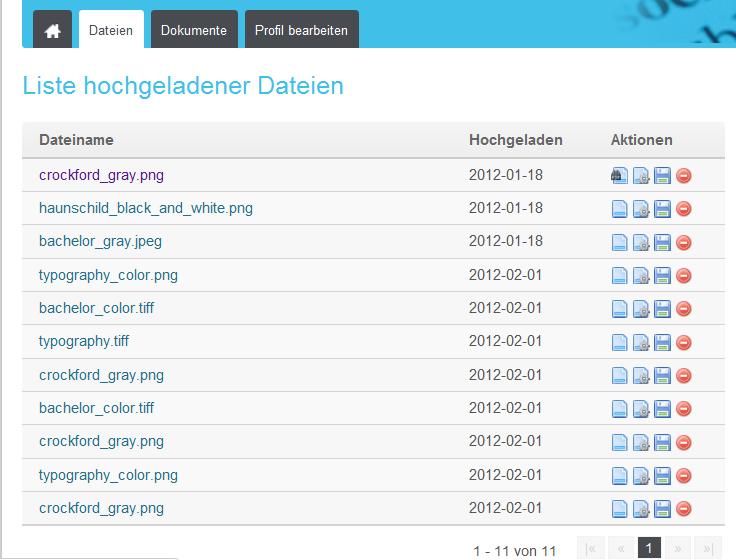 Dateien Dokumente Profil bearbeiten
Liste hochgeladener Dateien
Dateiname Hochgeladen Aktionen
crockford_gray.png 2012-01-18
haunschild_black_and_white.png 2012-01-18
bachelor_gray.jpeg 2012-01-18
typography_color.png 2012-02-01
bachelor_color.tiff 2012-02-01
typography.tiff 2012-02-01
crockford_gray.png 2012-02-01
bachelor_color.tiff 2012-02-01
crockford_gray.png 2012-02-01
typography_color.png 2012-02-01
crockford_gray.png 2012-02-01
1 - 11 von 11 |« « 1 » »|